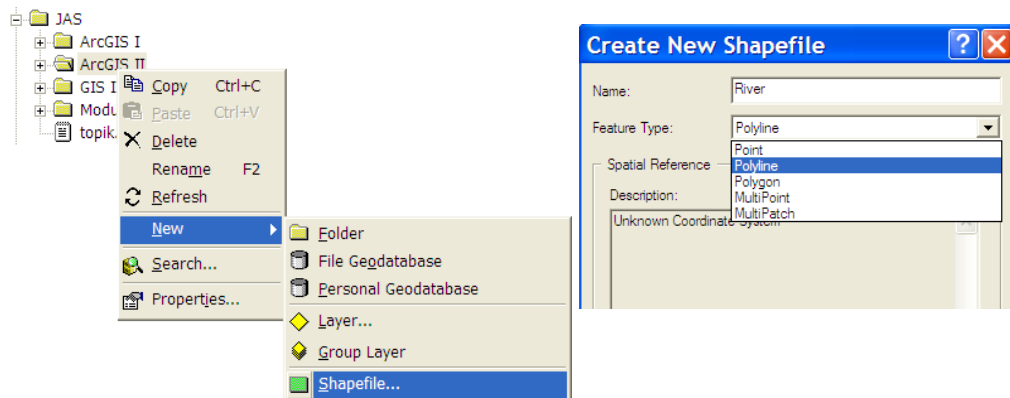 JAS
ArcGIS I
ArcGIS II
GIS I
Modu
topik.
Copy Ctrl+C
Paste Ctrl+V
Delete
Rename F2
Refresh
New
Search...
Properties...
Folder
File Geodatabase
Personal Geodatabase
Layer...
Group Layer
Shapefile...
Create New Shapefile
Name: River
Feature Type: Polyline
Point
Polyline
Polygon
MultiPoint
MultiPatch
Spatial Reference
Description:
Unknown Coordinate System